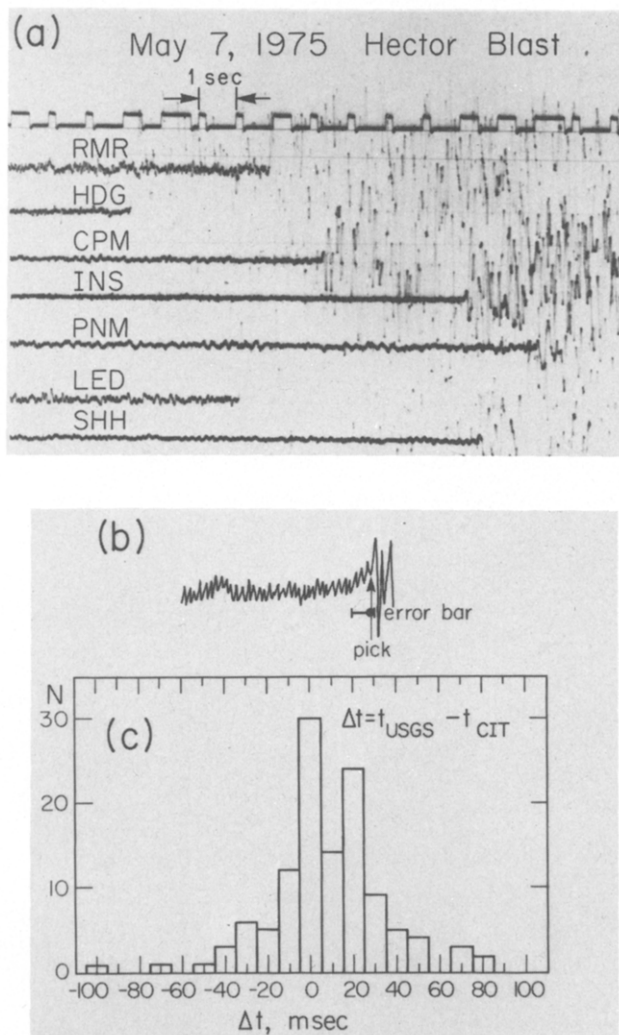 (a)
May 7, 1975 Hector Blast
1 sec
RMR
HDG
CPM
INS
PNM
LED
SHH
(b)
error bar
pick
N
(c)
Δt=tUSGS -tCIT
30
20
10
0
-100 -80 -60 -40 -20 0 20 40 60 80 100
Δt, msec